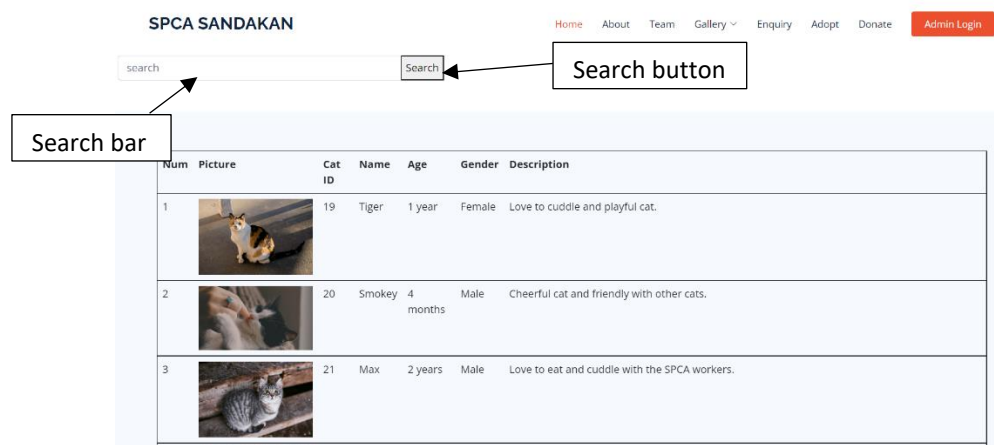 SPCA SANDAKAN
Home About Team Gallery Enquiry Adopt Donate Admin Login
search Search
Search button
Search bar
Num Picture Cat ID Name Age Gender Description
1 19 Tiger 1 year Female Love to cuddle and playful cat.
2 20 Smokey 4 months Male Cheerful cat and friendly with other cats.
3 21 Max 2 years Male Love to eat and cuddle with the SPCA workers.